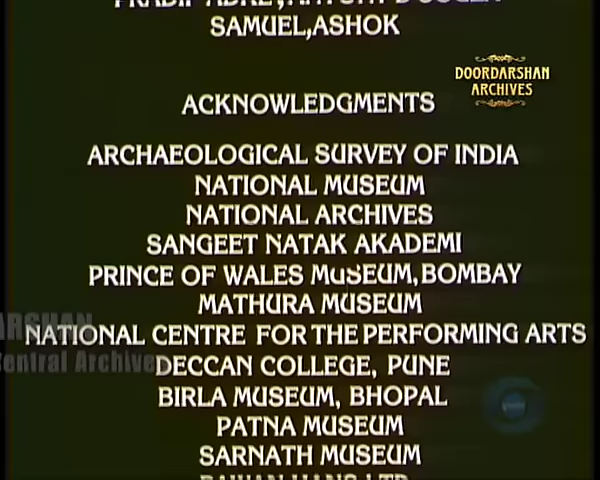 SAMUEL,ASHOK
DOORDARSHAN
ARCHIVES
ACKNOWLEDGMENTS
ARCHAEOLOGICAL SURVEY OF INDIA
NATIONAL MUSEUM
NATIONAL ARCHIVES
SANGEET NATAK AKADEMI
PRINCE OF WALES MUSEUM, BOMBAY
MATHURA MUSEUM
NATIONAL CENTRE FOR THE PERFORMING ARTS
DECCAN COLLEGE, PUNE
BIRLA MUSEUM, BHOPAL
PATNA MUSEUM
SARNATH MUSEUM